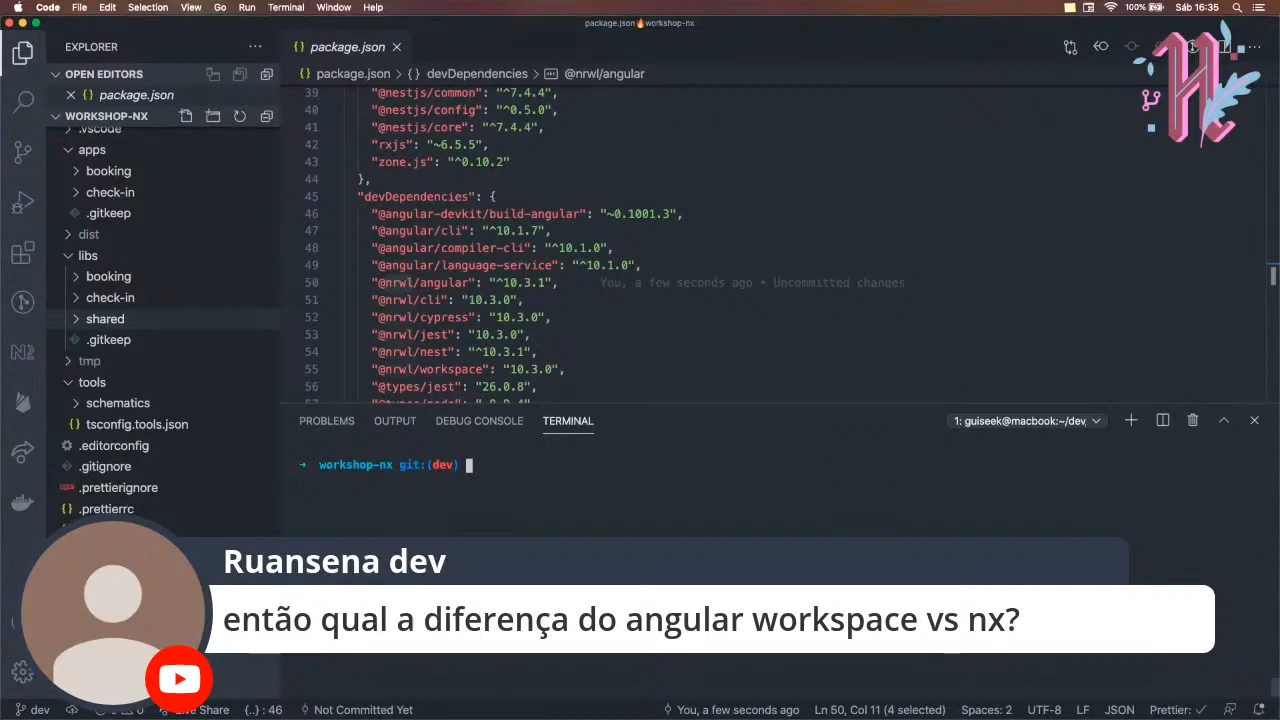 Code File Edit Selection View Go Run Terminal Window Help 100% Sáb 16:35
package.json🔥workshop-nx
EXPLORER
OPEN EDITORS
{} package.json
WORKSHOP-NX
.vscode
apps
booking
check-in
.gitkeep
dist
libs
booking
check-in
shared
.gitkeep
tmp
tools
schematics
{} tsconfig.tools.json
.editorconfig
.gitignore
.prettierignore
{} .prettierrc
{} package.json
{} package.json > {} devDependencies > @nrwl/angular
39 "@nestjs/common": "^7.4.4",
40 "@nestjs/config": "^0.5.0",
41 "@nestjs/core": "^7.4.4",
42 "rxjs": "~6.5.5",
43 "zone.js": "^0.10.2"
44 },
45 "devDependencies": {
46 "@angular-devkit/build-angular": "~0.1001.3",
47 "@angular/cli": "^10.1.7",
48 "@angular/compiler-cli": "^10.1.0",
49 "@angular/language-service": "^10.1.0",
50 "@nrwl/angular": "^10.3.1", You, a few seconds ago • Uncommitted changes
51 "@nrwl/cli": "10.3.0",
52 "@nrwl/cypress": "10.3.0",
53 "@nrwl/jest": "10.3.0",
54 "@nrwl/nest": "^10.3.1",
55 "@nrwl/workspace": "10.3.0",
56 "@types/jest": "26.0.8",
PROBLEMS OUTPUT DEBUG CONSOLE TERMINAL 1: guiseek@macbook:~/dev
→ workshop-nx git:(dev)
Ruansena dev
então qual a diferença do angular workspace vs nx?
dev Live Share {..} : 46 Not Committed Yet You, a few seconds ago Ln 50, Col 11 (4 selected) Spaces: 2 UTF-8 LF JSON Prettier: ✓